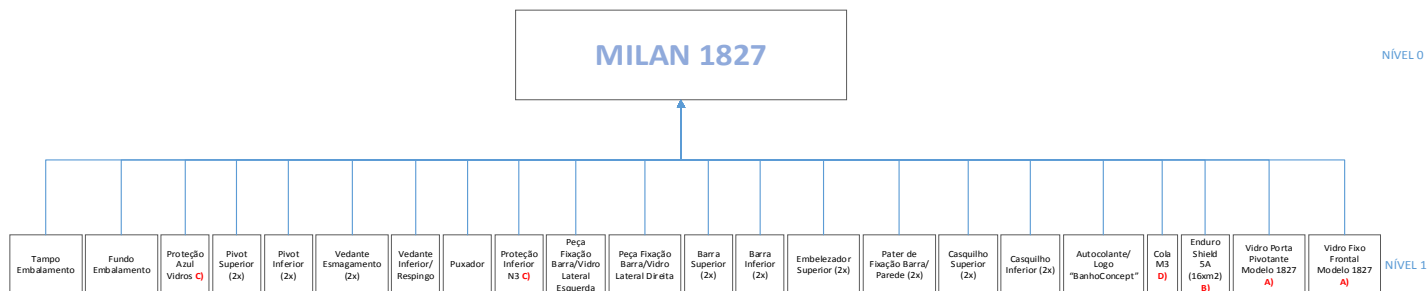 MILAN 1827
NÍVEL 0
Tampo
Embalamento
Fundo
Embalamento
Proteção
Azul
Vidros C)
Pivot
Superior
(2x)
Pivot
Inferior
(2x)
Vedante
Esmagamento
(2x)
Vedante
Inferior/
Respingo
Puxador
Proteção
Inferior
N3 C)
Peça
Fixação
Barra/Vidro
Lateral
Esquerda
Peça Fixação
Barra/Vidro
Lateral Direita
Barra
Superior
(2x)
Barra
Inferior
(2x)
Embelezador
Superior (2x)
Pater de
Fixação Barra/
Parede (2x)
Casquilho
Superior
(2x)
Casquilho
Inferior (2x)
Autocolante/
Logo
"BanhoConcept"
Cola
M3
D)
Enduro
Shield
5A
(16xm2)
B)
Vidro Porta
Pivotante
Modelo 1827
A)
Vidro Fixo
Frontal
Modelo 1827
A)
NÍVEL 1